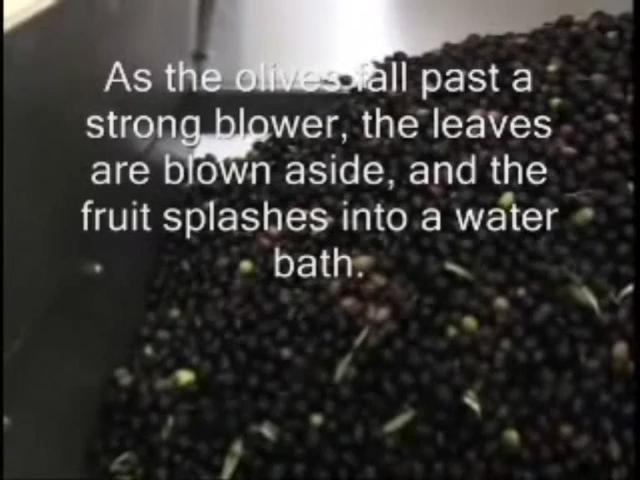 As the olives fall past a
strong blower, the leaves
are blown aside, and the
fruit splashes into a water
bath.